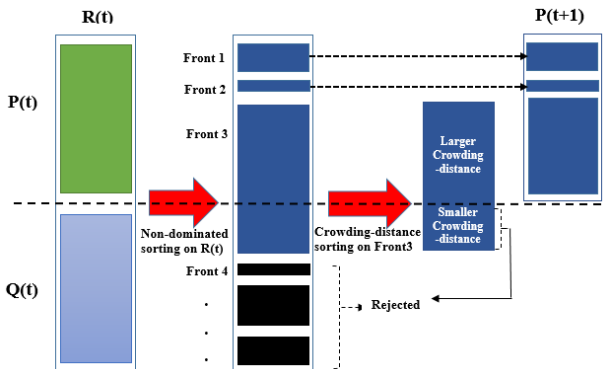 R(t)
P(t+1)
P(t)
Q(t)
Front 1
Front 2
Front 3
Front 4
Non-dominated
sorting on R(t)
Crowding-distance
sorting on Front3
Larger
Crowding
-distance
Smaller
Crowding
-distance
Rejected
.
.
.